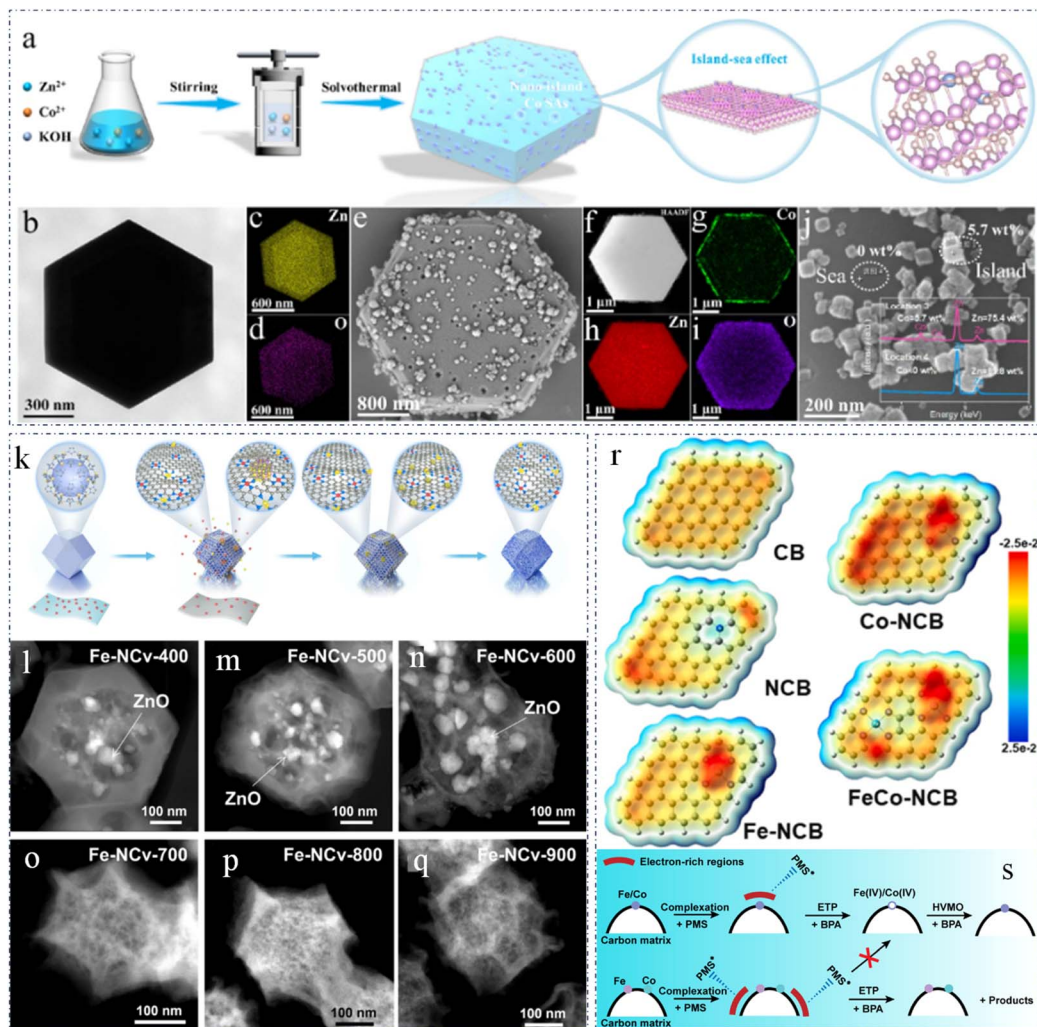 a
Zn²⁺
Co²⁺
KOH
Stirring
Solvothermal
Nano-island
Co SAs
Island-sea effect
b
300 nm
c
Zn
600 nm
d
O
600 nm
e
800 nm
f
HAADF
1 μm
g
Co
1 μm
h
Zn
1 μm
i
O
1 μm
j
5.7 wt%
0 wt%
Sea
Island
Location 2
Co=5.7 wt%
Zn=75.4 wt%
Location 4
Co=0 wt%
Energy (keV)
200 nm
k
l
Fe-NCv-400
ZnO
100 nm
m
Fe-NCv-500
ZnO
100 nm
n
Fe-NCv-600
ZnO
100 nm
o
Fe-NCv-700
100 nm
p
Fe-NCv-800
100 nm
q
Fe-NCv-900
100 nm
r
CB
Co-NCB
NCB
Fe-NCB
FeCo-NCB
-2.5e-2
2.5e-2
s
Electron-rich regions
PMS*
Fe/Co
Complexation
+ PMS
ETP
+ BPA
Fe(IV)/Co(IV)
HVMO
+ BPA
Carbon matrix
Fe
Co
Complexation
+ PMS
PMS*
PMS*
ETP
+ BPA
+ Products
Carbon matrix